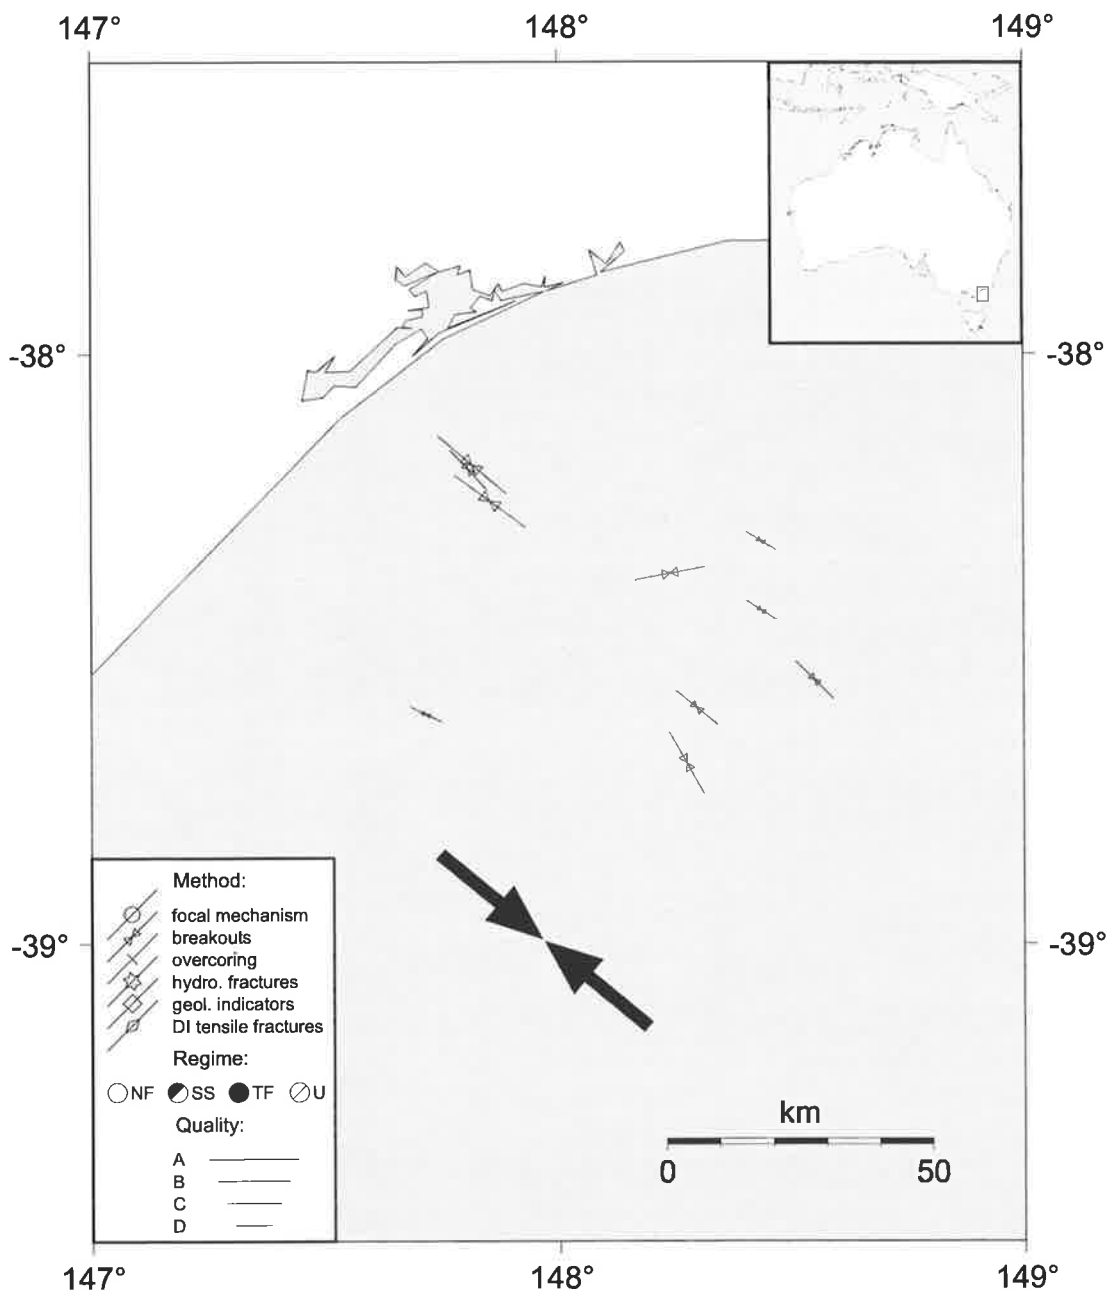 147° 148° 149°
-38° -38°
-39° -39°
Method:
focal mechanism
breakouts
overcoring
hydro. fractures
geol. indicators
DI tensile fractures
Regime:
NF SS TF U
Quality:
A
B
C
D
km
0 50
147° 148° 149°